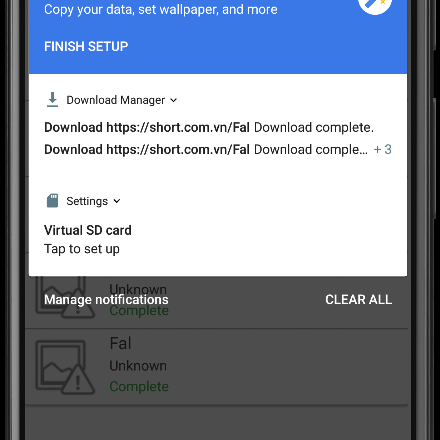 Copy your data, set wallpaper, and more
FINISH SETUP
Download Manager
Download https://short.com.vn/Fal Download complete.
Download https://short.com.vn/Fal Download comple... + 3
Settings
Virtual SD card
Tap to set up
Unknown
Manage notifications
CLEAR ALL
Complete
Fal
Unknown
Complete